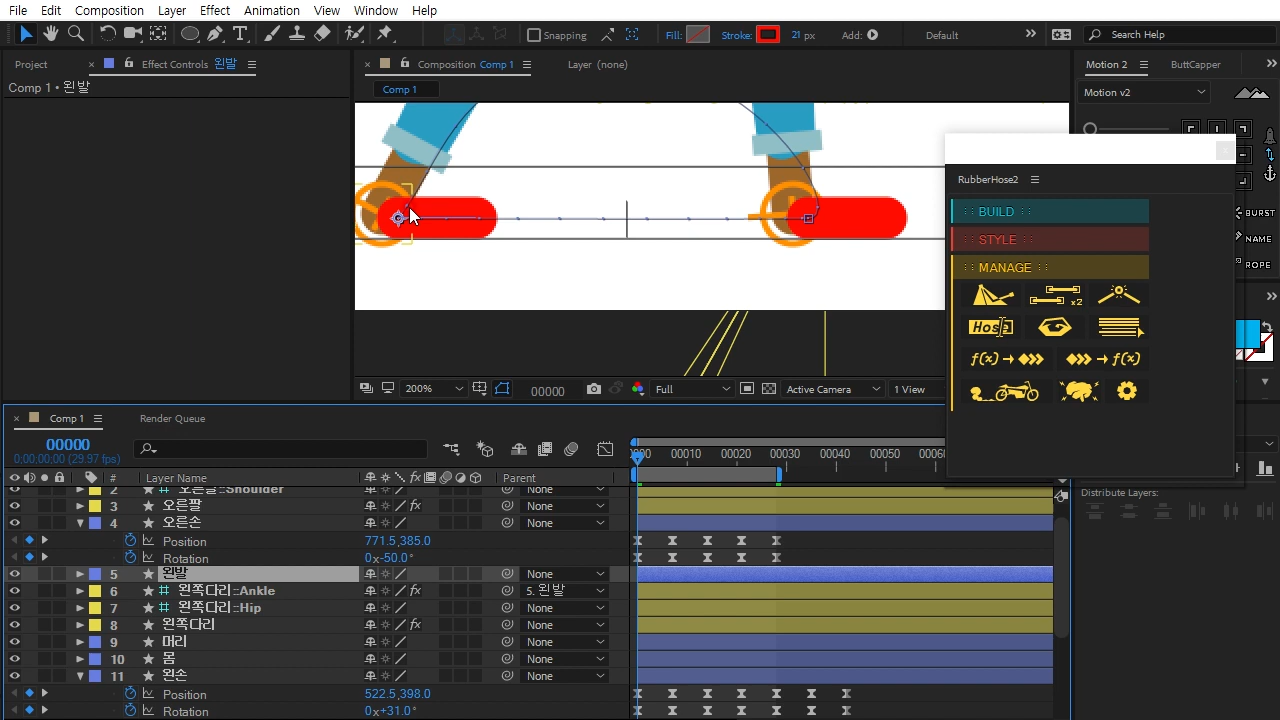 File Edit Composition Layer Effect Animation View Window Help
Snapping Fill: Stroke: 21 px Add: Default Search Help
Project Effect Controls 왼발 Composition Comp 1 Layer (none) Motion 2 ButtCapper
Comp 1 • 왼발 Comp 1 Motion v2
RubberHose2
:: BUILD ::
BURST
:: STYLE ::
NAME
:: MANAGE ::
ROPE
x2
Hose
f(x) f(x)
200% 00000 Full Active Camera 1 View
Comp 1 Render Queue
00000
0;00;00;00 (29.97 fps) 00010 00020 00030 00040 00050
# Layer Name fx Parent
Distribute Layers:
2 오른팔::Shoulder None
3 오른팔 fx None
4 오른손 None
Position 771.5,385.0
Rotation 0x-50.0°
5 왼발 None
6 왼쪽다리::Ankle fx 5. 왼발
7 왼쪽다리::Hip None
8 왼쪽다리 fx None
9 머리 None
10 몸 None
11 왼손 None
Position 522.5,398.0
Rotation 0x+31.0°